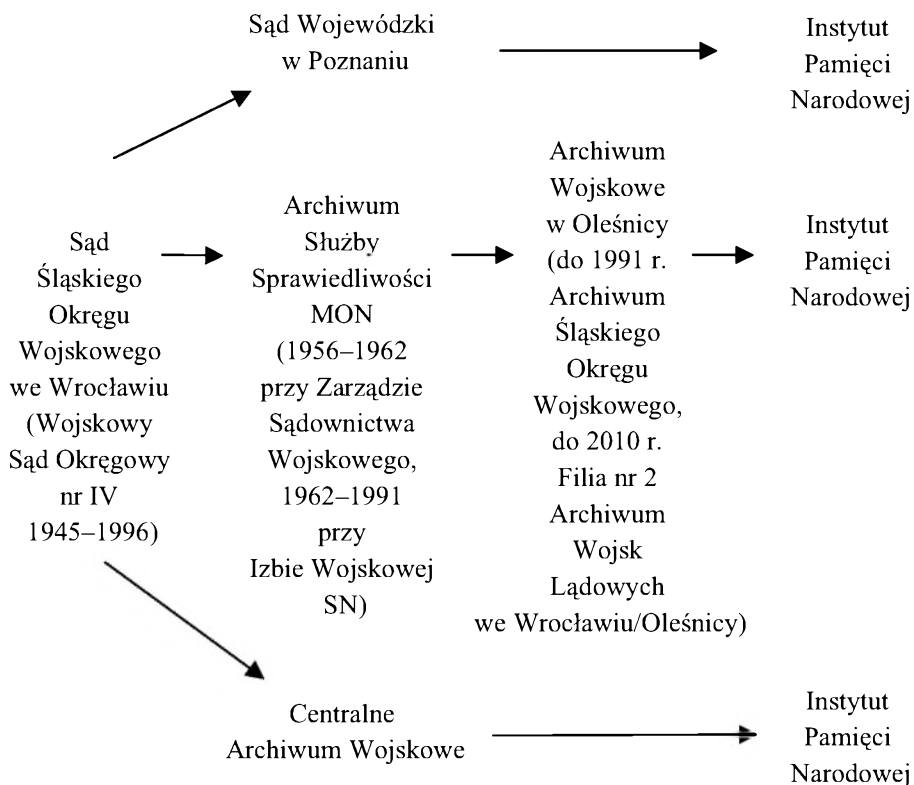 Sąd Wojewódzki
w Poznaniu
Instytut
Pamięci
Narodowej
Sąd
Śląskiego
Okręgu
Wojskowego
we Wrocławiu
(Wojskowy
Sąd Okręgowy
nr IV
1945–1996)
Archiwum
Służby
Sprawiedliwości
MON
(1956–1962
przy Zarządzie
Sądownictwa
Wojskowego,
1962–1991
przy
Izbie Wojskowej
SN)
Archiwum
Wojskowe
w Oleśnicy
(do 1991 r.
Archiwum
Śląskiego
Okręgu
Wojskowego,
do 2010 r.
Filia nr 2
Archiwum
Wojsk
Lądowych
we Wrocławiu/Oleśnicy)
Instytut
Pamięci
Narodowej
Centralne
Archiwum Wojskowe
Instytut
Pamięci
Narodowej